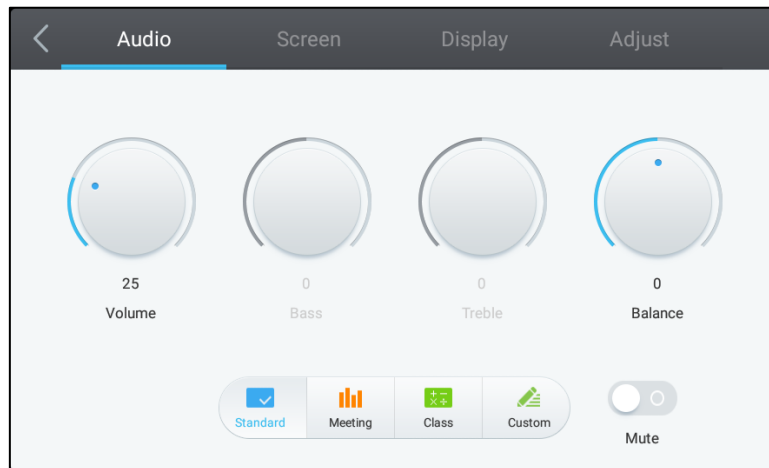 Audio Screen Display Adjust
25 0 0 0
Volume Bass Treble Balance
Standard Meeting Class Custom
Mute